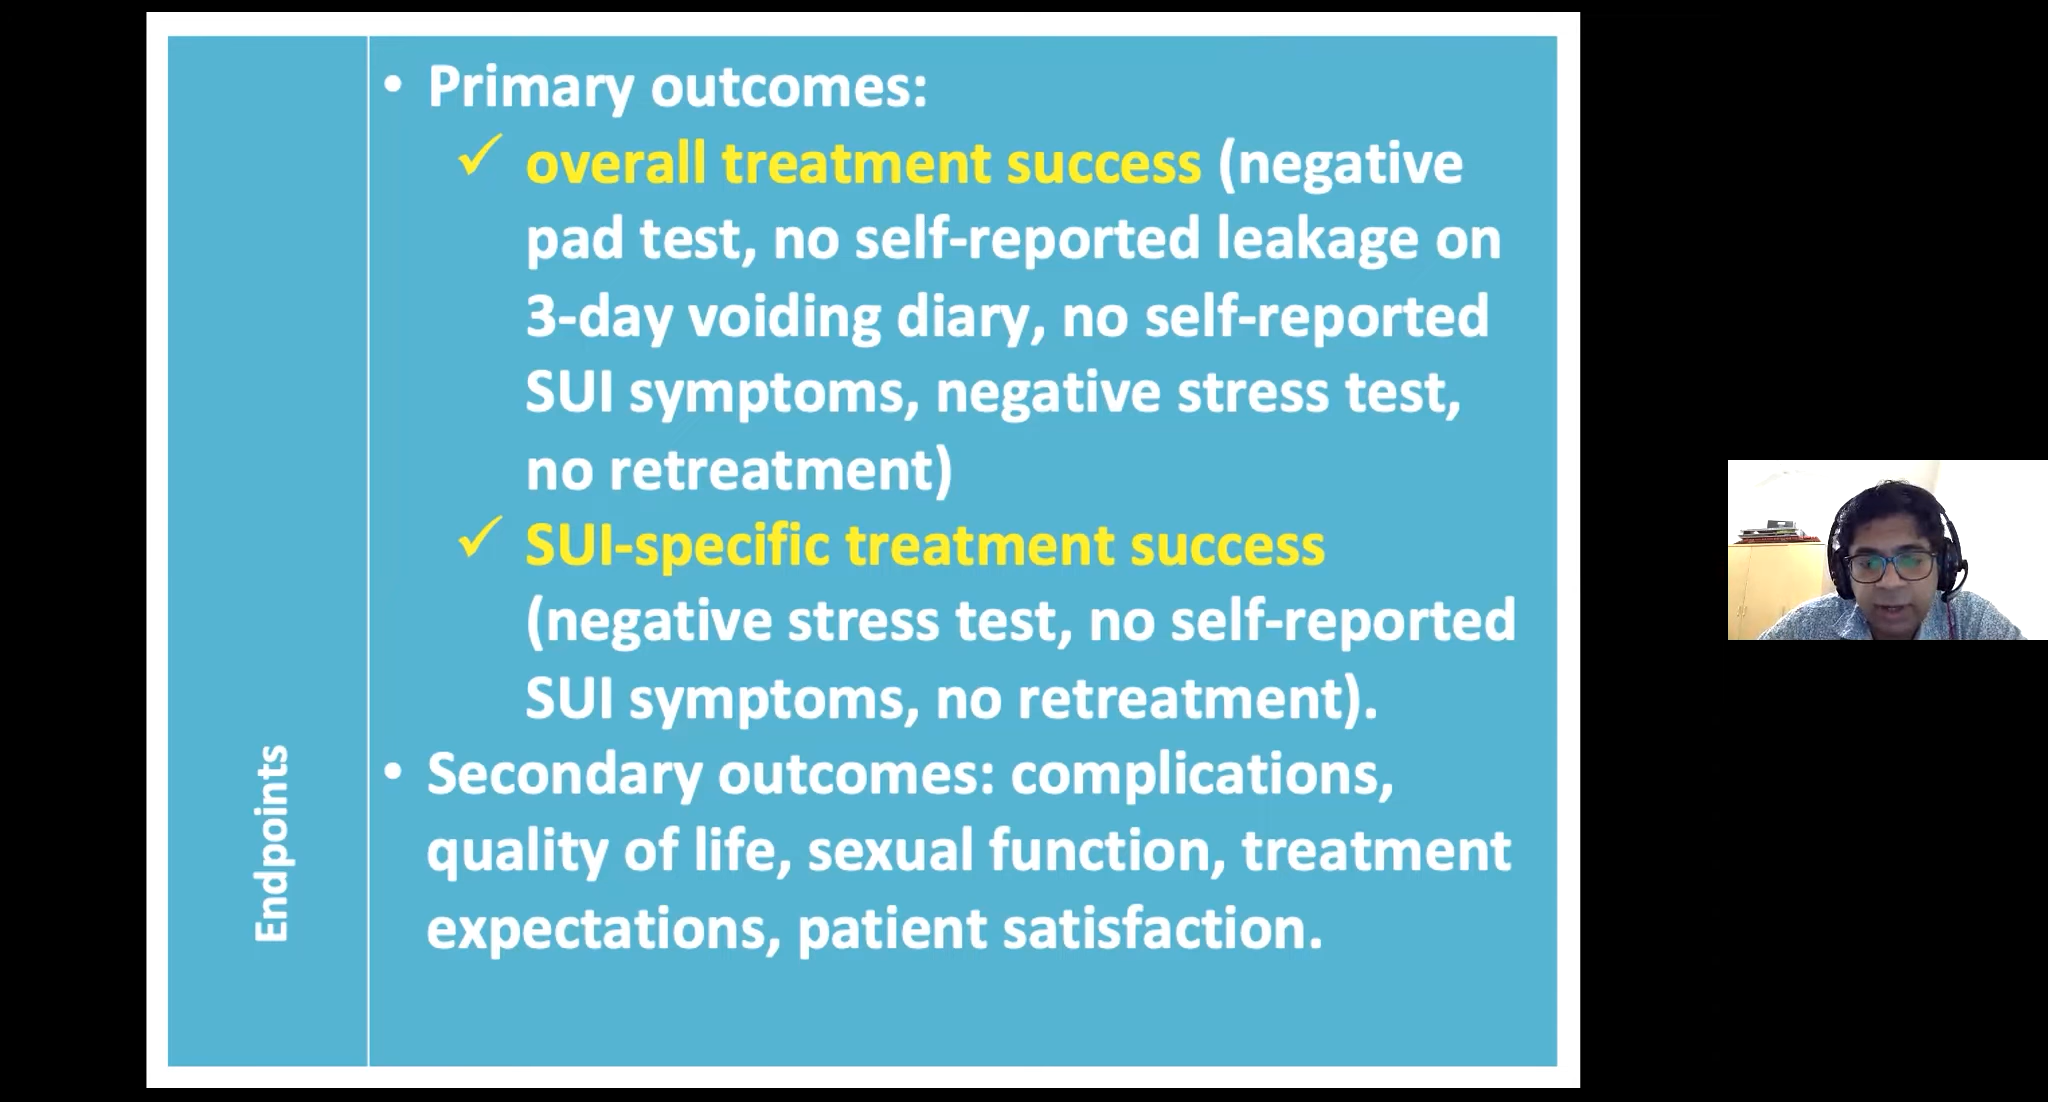 • Primary outcomes:
✓ overall treatment success (negative
pad test, no self-reported leakage on
3-day voiding diary, no self-reported
SUI symptoms, negative stress test,
no retreatment)
✓ SUI-specific treatment success
(negative stress test, no self-reported
SUI symptoms, no retreatment).
• Secondary outcomes: complications,
quality of life, sexual function, treatment
expectations, patient satisfaction.
Endpoints